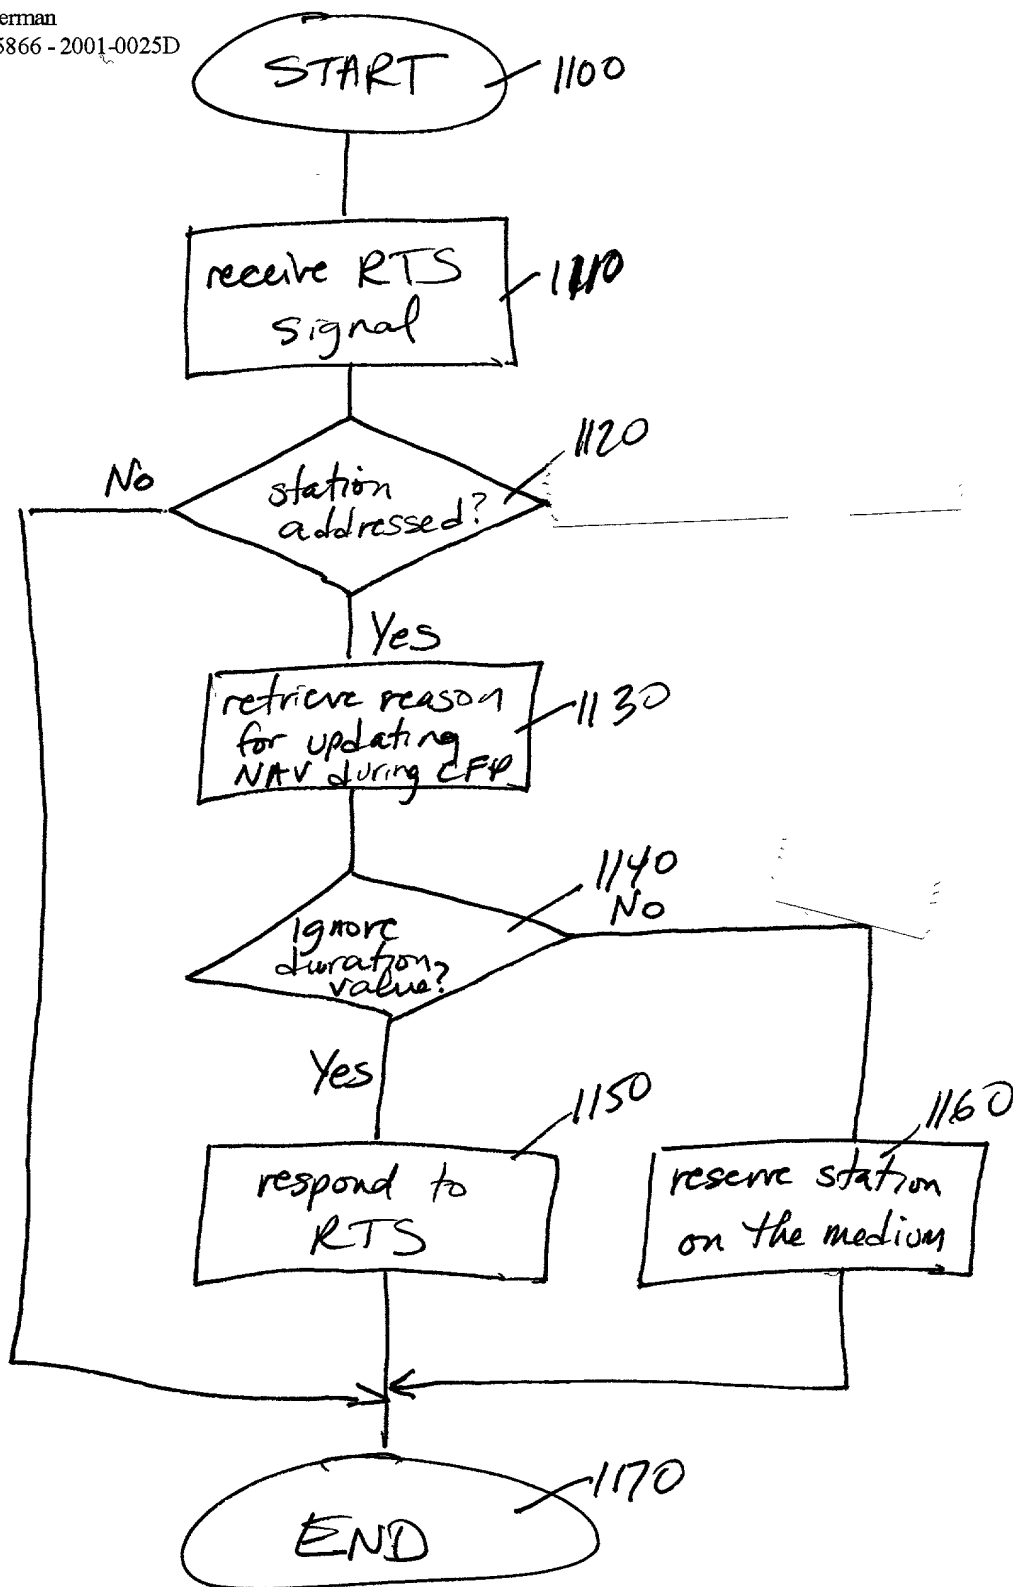 erman
5866 - 2001-0025D
START
1100
receive RTS
signal
1110
1120
No
station
addressed?
Yes
retrieve reason
for updating
NAV during CFP
1130
1140
No
ignore
duration
value?
Yes
1150
1160
respond to
RTS
reserve station
on the medium
1170
END